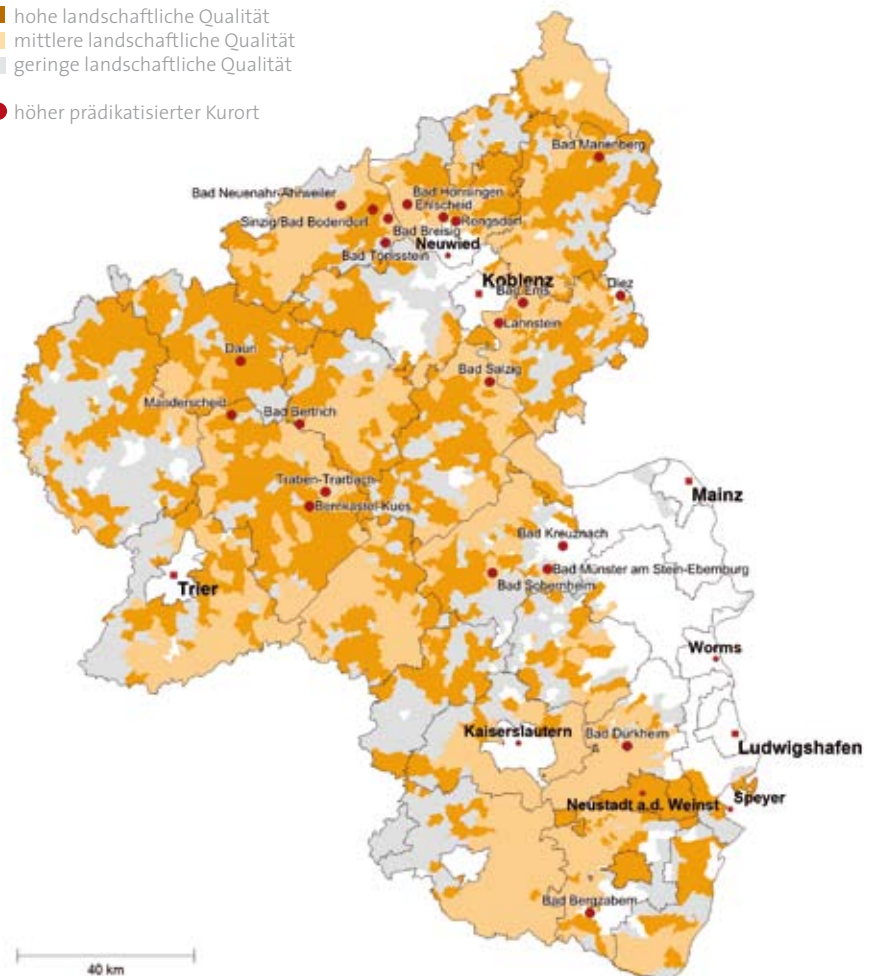 hohe landschaftliche Qualität
mittlere landschaftliche Qualität
geringe landschaftliche Qualität
höher prädikatisierter Kurort
Bad Marienberg
Bad Neuenahr-Ahrweiler
Bad Hönningen
Ehlscheid
Sinzig/Bad Bodendorf
Rengsdorf
Bad Breisig
Neuwied
Bad Tönisstein
Koblenz
Bad Ems
Diez
Lahnstein
Daun
Bad Salzig
Manderscheid
Bad Bertrich
Traben-Trarbach
Bernkastel-Kues
Mainz
Bad Kreuznach
Bad Münster am Stein-Ebernburg
Bad Sobernheim
Trier
Worms
Kaiserslautern
Bad Dürkheim
Ludwigshafen
Neustadt a.d. Weinst
Speyer
Bad Bergzabern
40 km